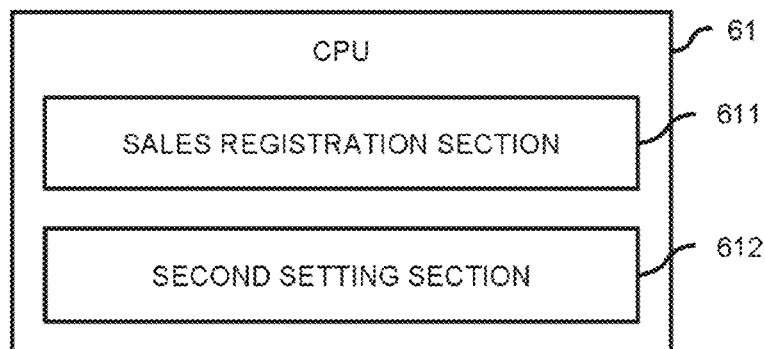 CPU
61
SALES REGISTRATION SECTION
611
SECOND SETTING SECTION
612